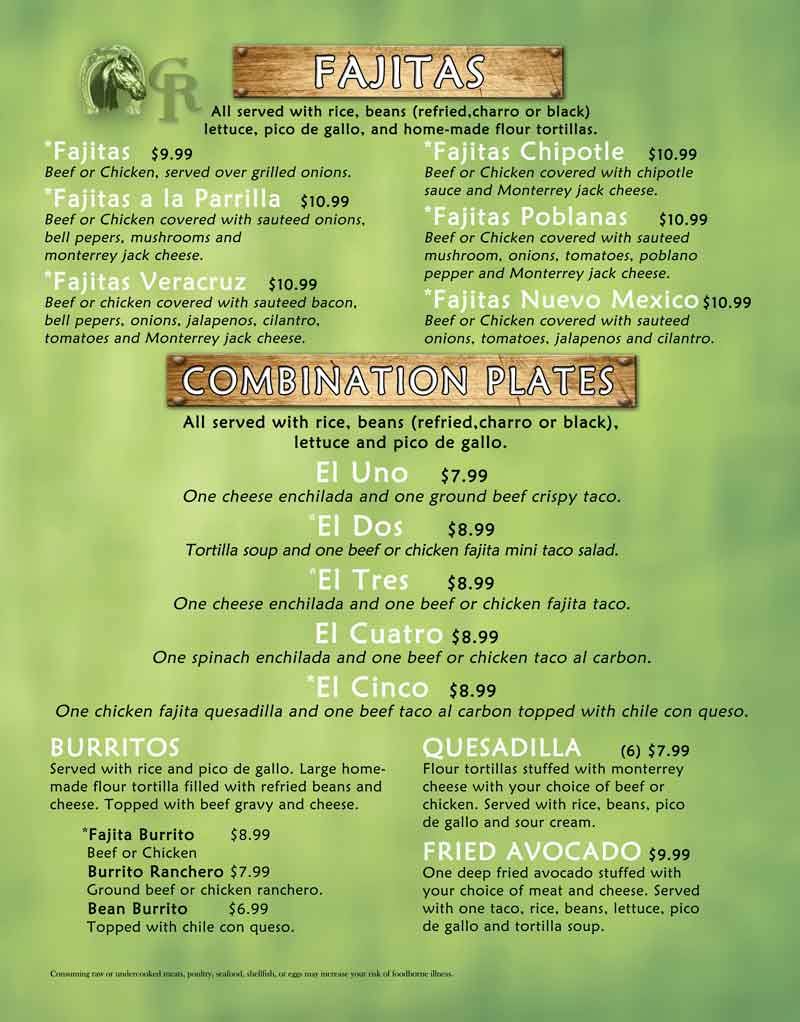 CR
FAJITAS
All served with rice, beans (refried,charro or black)
lettuce, pico de gallo, and home-made flour tortillas.
*Fajitas $9.99
Beef or Chicken, served over grilled onions.
*Fajitas a la Parrilla $10.99
Beef or Chicken covered with sauteed onions,
bell pepers, mushrooms and
monterrey jack cheese.
*Fajitas Veracruz $10.99
Beef or chicken covered with sauteed bacon,
bell pepers, onions, jalapenos, cilantro,
tomatoes and Monterrey jack cheese.
*Fajitas Chipotle $10.99
Beef or Chicken covered with chipotle
sauce and Monterrey jack cheese.
*Fajitas Poblanas $10.99
Beef or Chicken covered with sauteed
mushroom, onions, tomatoes, poblano
pepper and Monterrey jack cheese.
*Fajitas Nuevo Mexico $10.99
Beef or Chicken covered with sauteed
onions, tomatoes, jalapenos and cilantro.
COMBINATION PLATES
All served with rice, beans (refried,charro or black),
lettuce and pico de gallo.
El Uno $7.99
One cheese enchilada and one ground beef crispy taco.
*El Dos $8.99
Tortilla soup and one beef or chicken fajita mini taco salad.
*El Tres $8.99
One cheese enchilada and one beef or chicken fajita taco.
El Cuatro $8.99
One spinach enchilada and one beef or chicken taco al carbon.
*El Cinco $8.99
One chicken fajita quesadilla and one beef taco al carbon topped with chile con queso.
BURRITOS
Served with rice and pico de gallo. Large home-
made flour tortilla filled with refried beans and
cheese. Topped with beef gravy and cheese.
*Fajita Burrito $8.99
Beef or Chicken
Burrito Ranchero $7.99
Ground beef or chicken ranchero.
Bean Burrito $6.99
Topped with chile con queso.
QUESADILLA (6) $7.99
Flour tortillas stuffed with monterrey
cheese with your choice of beef or
chicken. Served with rice, beans, pico
de gallo and sour cream.
FRIED AVOCADO $9.99
One deep fried avocado stuffed with
your choice of meat and cheese. Served
with one taco, rice, beans, lettuce, pico
de gallo and tortilla soup.
Consuming raw or undercooked meats, poultry, seafood, shellfish, or eggs may increase your risk of foodborne illness.